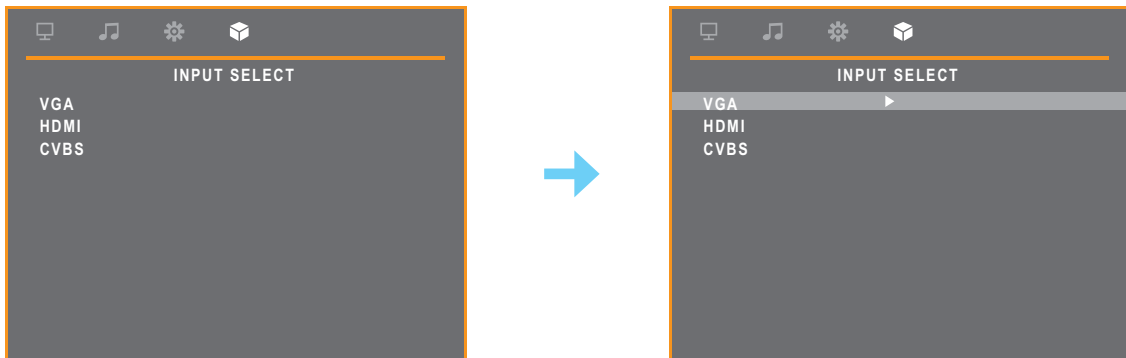 INPUT SELECT
VGA
HDMI
CVBS
INPUT SELECT
VGA
HDMI
CVBS